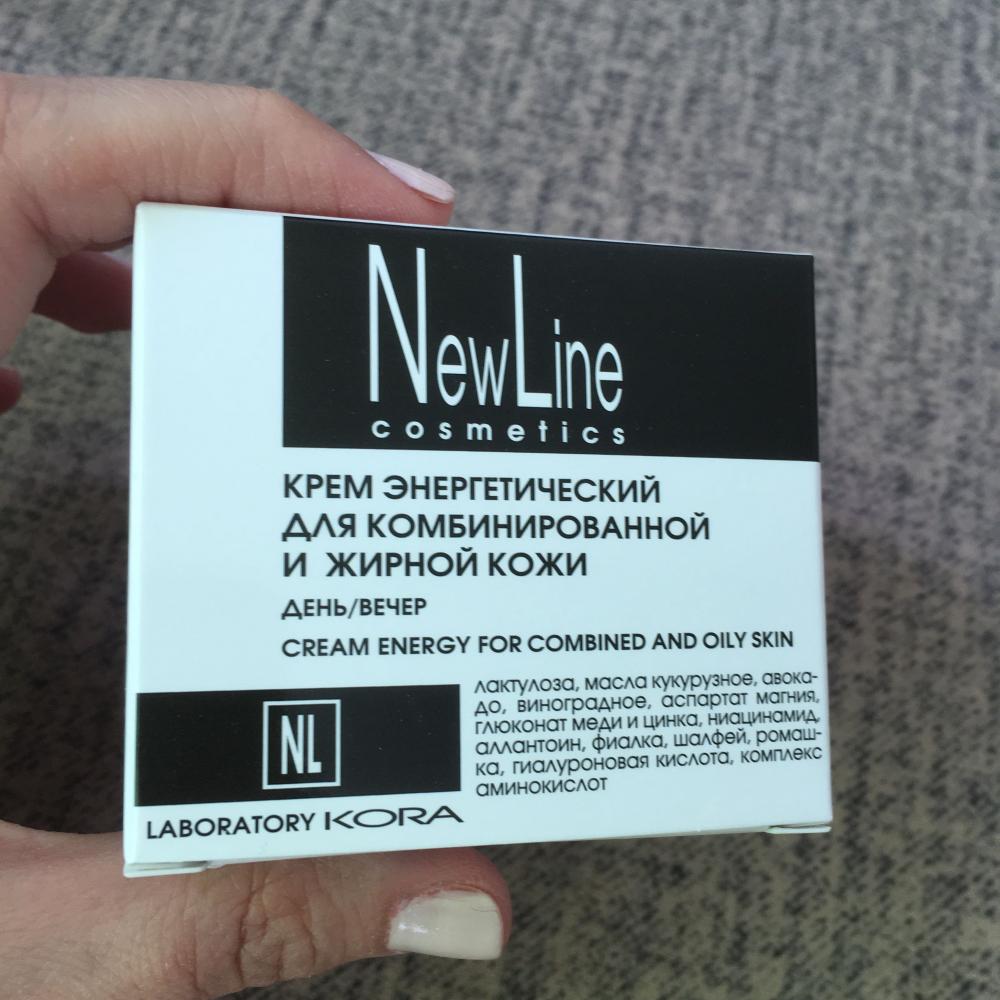 NewLine
cosmetics
КРЕМ ЭНЕРГЕТИЧЕСКИЙ
ДЛЯ КОМБИНИРОВАННОЙ
И ЖИРНОЙ КОЖИ
ДЕНЬ/ВЕЧЕР
CREAM ENERGY FOR COMBINED AND OILY SKIN
лактулоза, масла кукурузное, авока-
до, виноградное, аспартат магния,
глюконат меди и цинка, ниацинамид,
аллантоин, фиалка, шалфей, ромаш-
ка, гиалуроновая кислота, комплекс
аминокислот
NL
LABORATORY KORA